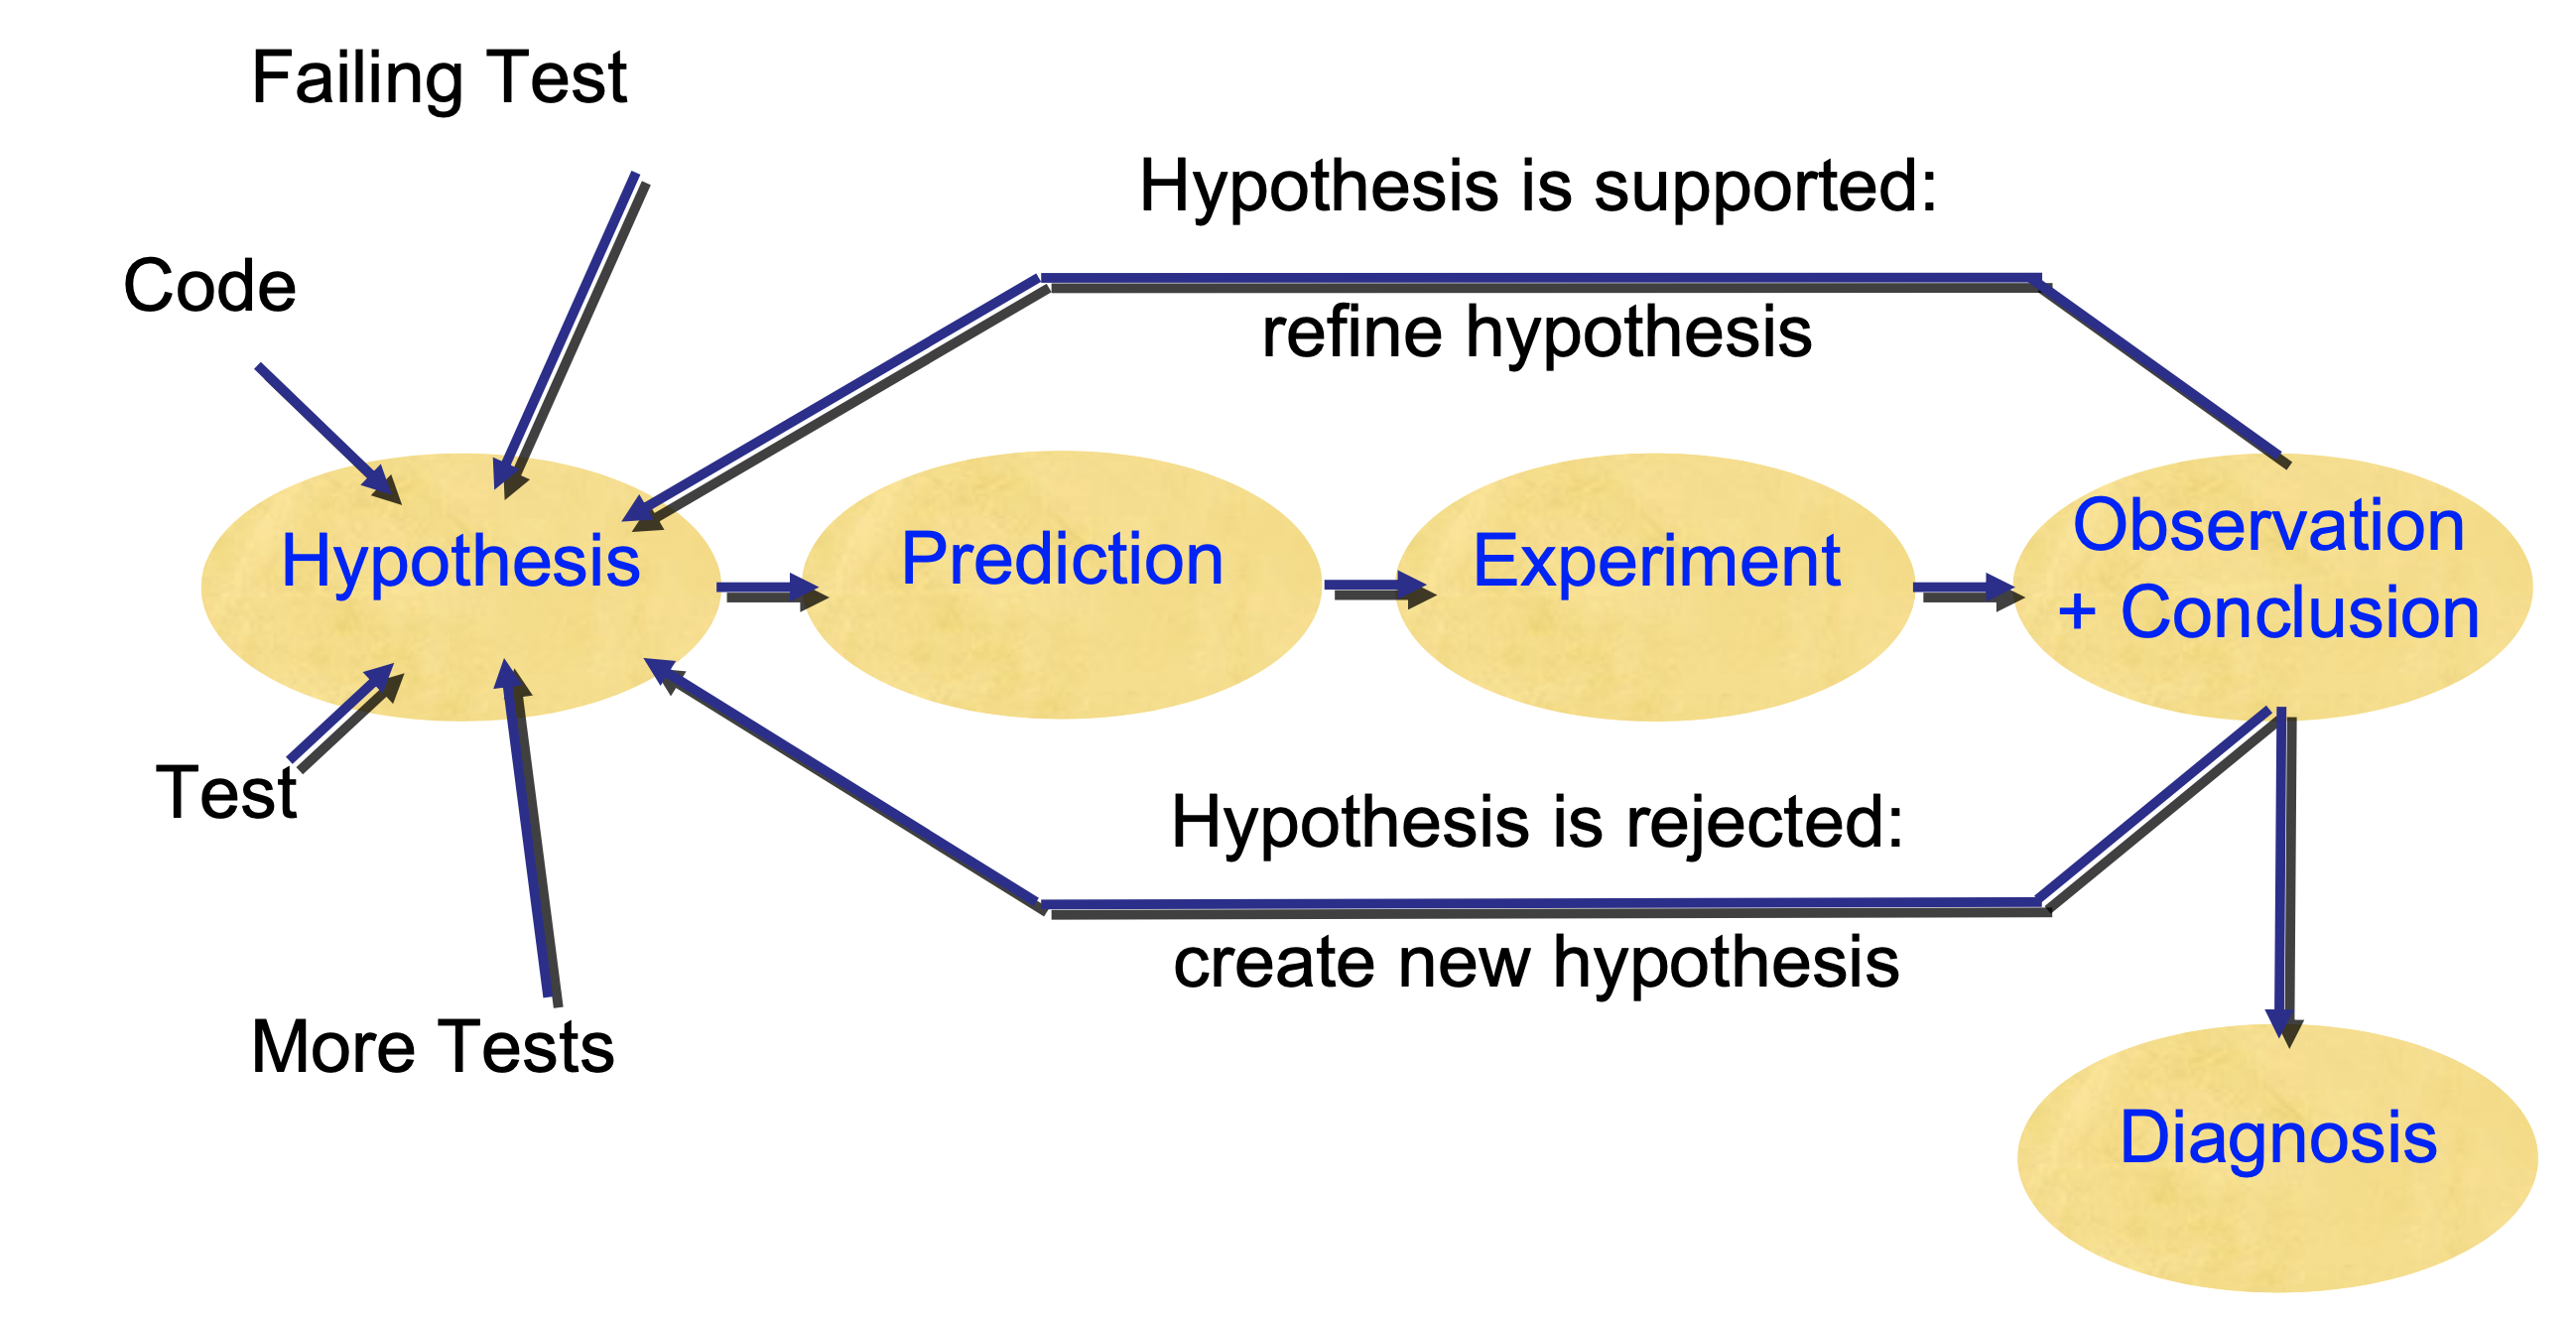 Failing Test
Code
Hypothesis is supported:
refine hypothesis
Hypothesis
Prediction
Experiment
Observation
+ Conclusion
Test
Hypothesis is rejected:
create new hypothesis
More Tests
Diagnosis